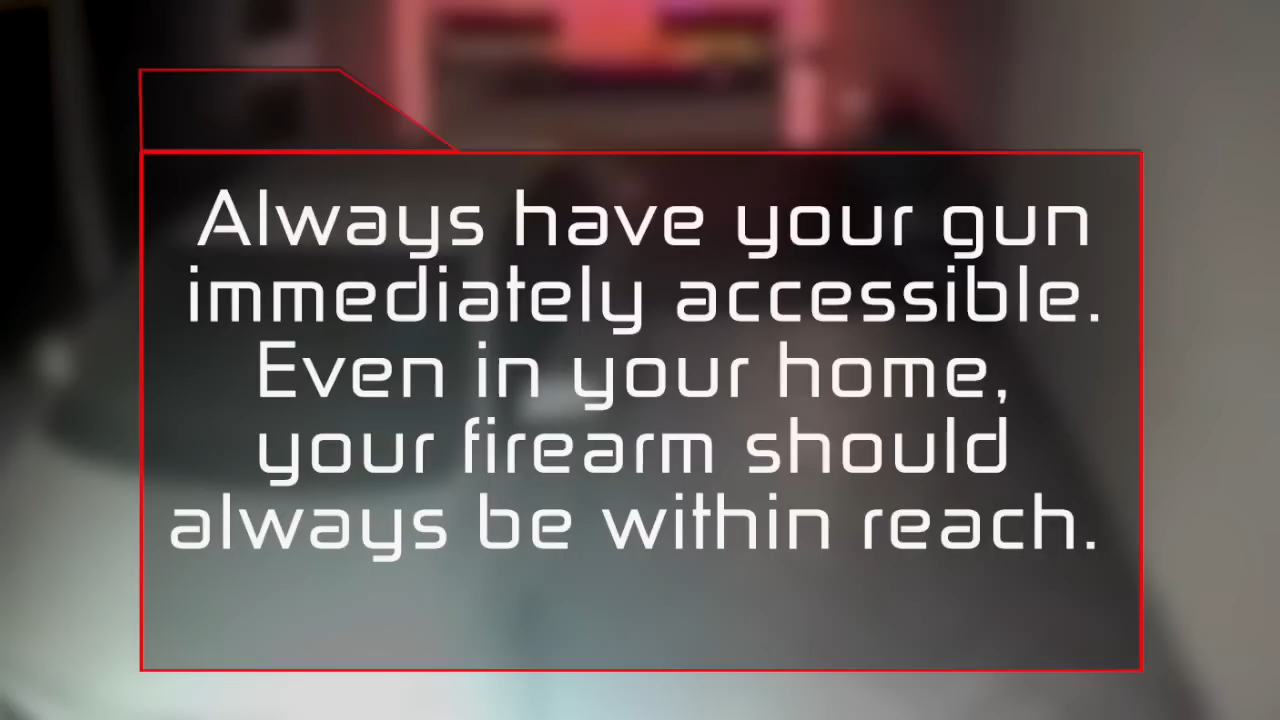 Always have your gun
immediately accessible.
Even in your home,
your firearm should
always be within reach.